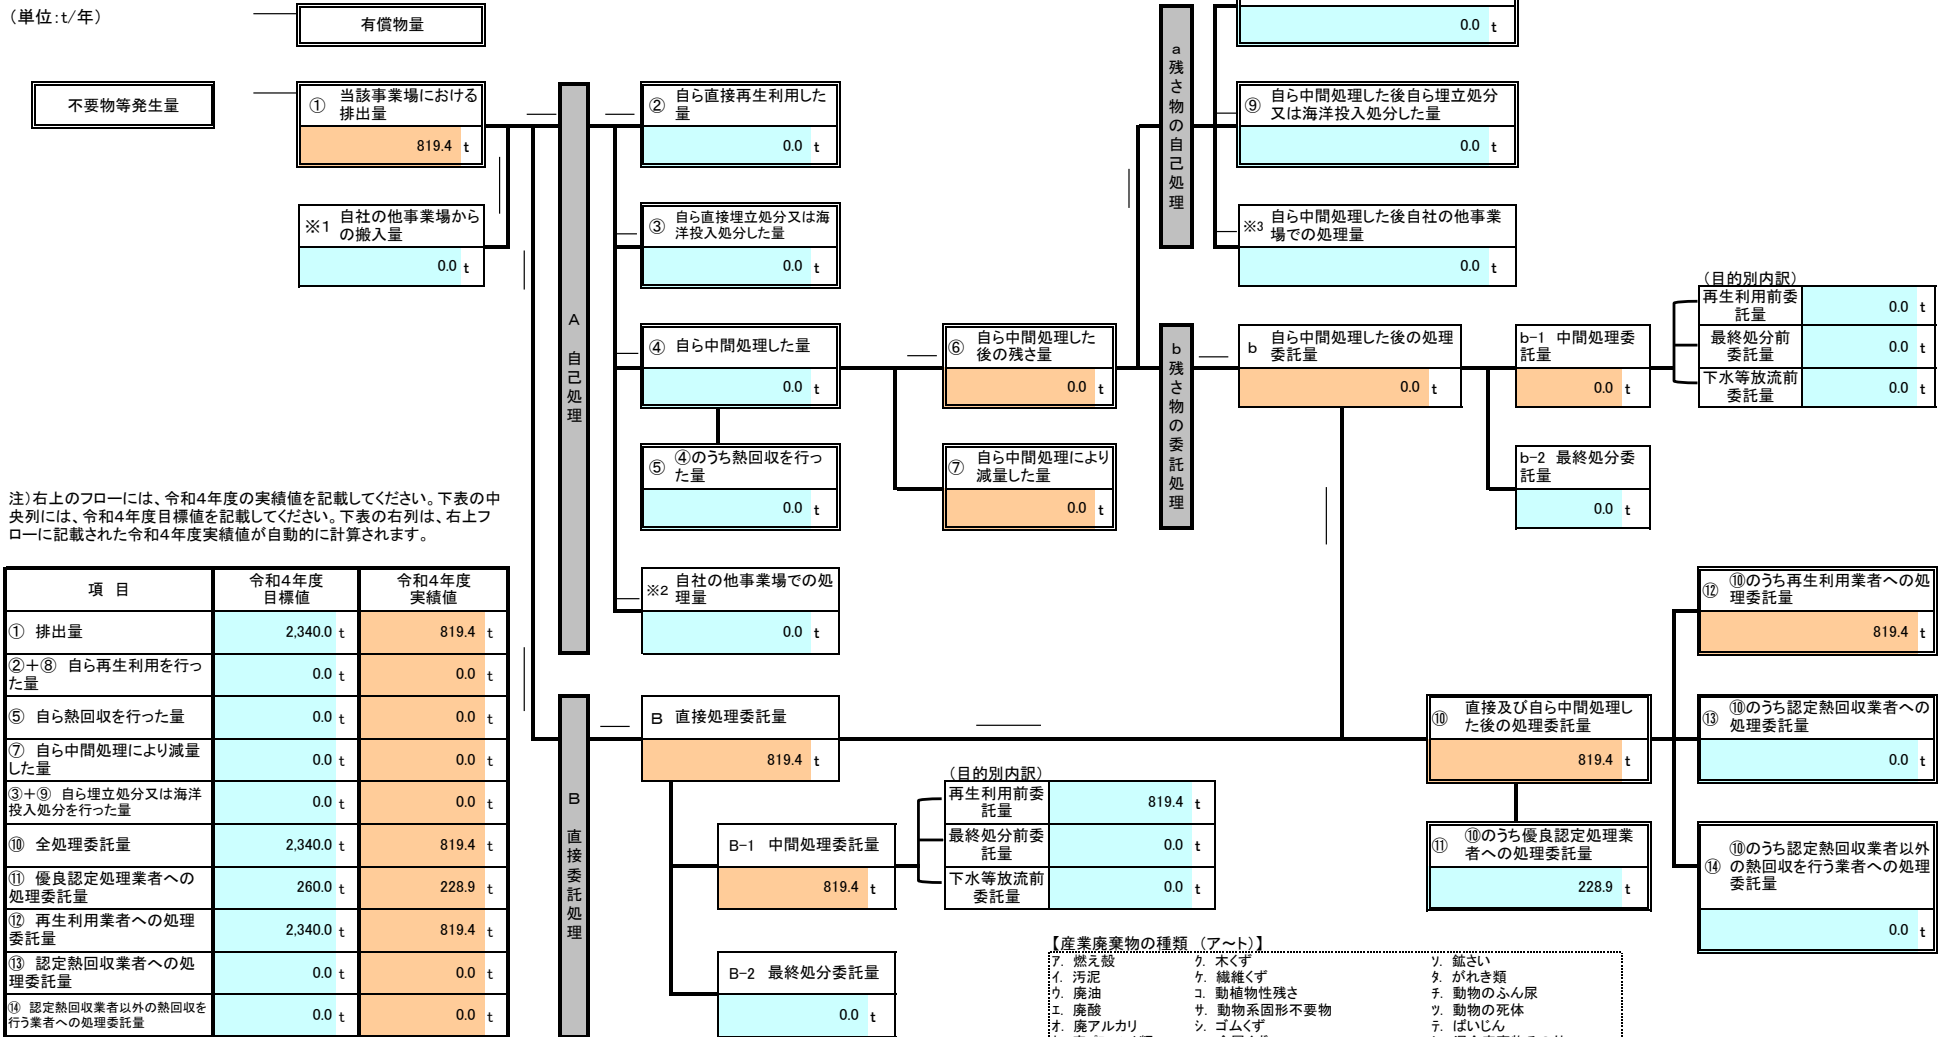 （単位：t/年）
有償物量
0.0 t
不要物等発生量
① 当該事業場における
排出量
819.4 t
② 自ら直接再生利用した
量
0.0 t
⑨ 自ら中間処理した後自ら埋立処分
又は海洋投入処分した量
0.0 t
a 残さ物の自己処理
※1 自社の他事業場から
の搬入量
0.0 t
③ 自ら直接埋立処分又は海
洋投入処分した量
0.0 t
※3 自ら中間処理した後自社の他事業
場での処理量
0.0 t
A 自己処理
④ 自ら中間処理した量
0.0 t
⑥ 自ら中間処理した
後の残さ量
0.0 t
b 残さ物の委託処理
b 自ら中間処理した後の処理
委託量
0.0 t
b-1 中間処理委
託量
0.0 t
（目的別内訳）
再生利用前委
託量
0.0 t
最終処分前
委託量
0.0 t
下水等放流前
委託量
0.0 t
⑤ ④のうち熱回収を行っ
た量
0.0 t
⑦ 自ら中間処理により
減量した量
0.0 t
b-2 最終処分委
託量
0.0 t
注）右上のフローには、令和４年度の実績値を記載してください。下表の中
央列には、令和４年度目標値を記載してください。下表の右列は、右上フ
ローに記載された令和４年度実績値が自動的に計算されます。
※2 自社の他事業場での処
理量
0.0 t
項 目 令和４年度 目標値 令和４年度 実績値
① 排出量 2,340.0 t 819.4 t
②＋⑧ 自ら再生利用を行っ
た量 0.0 t 0.0 t
⑤ 自ら熱回収を行った量 0.0 t 0.0 t
⑦ 自ら中間処理により減量
した量 0.0 t 0.0 t
③＋⑨ 自ら埋立処分又は海洋
投入処分を行った量 0.0 t 0.0 t
⑩ 全処理委託量 2,340.0 t 819.4 t
⑪ 優良認定処理業者への
処理委託量 260.0 t 228.9 t
⑫ 再生利用業者への処理
委託量 2,340.0 t 819.4 t
⑬ 認定熱回収業者への処
理委託量 0.0 t 0.0 t
⑭ 認定熱回収業者以外の熱回収を
行う業者への処理委託量 0.0 t 0.0 t
B 直接委託処理
B 直接処理委託量
819.4 t
B-1 中間処理委託量
819.4 t
（目的別内訳）
再生利用前委
託量
819.4 t
最終処分前委
託量
0.0 t
下水等放流前
委託量
0.0 t
B-2 最終処分委託量
0.0 t
⑩ 直接及び自ら中間処理し
た後の処理委託量
819.4 t
⑪ ⑩のうち優良認定処理業
者への処理委託量
228.9 t
⑫ ⑩のうち再生利用業者への処
理委託量
819.4 t
⑬ ⑩のうち認定熱回収業者への
処理委託量
0.0 t
⑭ ⑩のうち認定熱回収業者以外
の熱回収を行う業者への処理
委託量
0.0 t
【産業廃棄物の種類 （ア～ト）】
ア．燃え殻 ク．木くず ソ．鉱さい
イ．汚泥 ケ．繊維くず タ．がれき類
ウ．廃油 コ．動植物性残さ チ．動物のふん尿
エ．廃酸 サ．動物系固形不要物 ツ．動物の死体
オ．廃アルカリ シ．ゴムくず テ．ばいじん